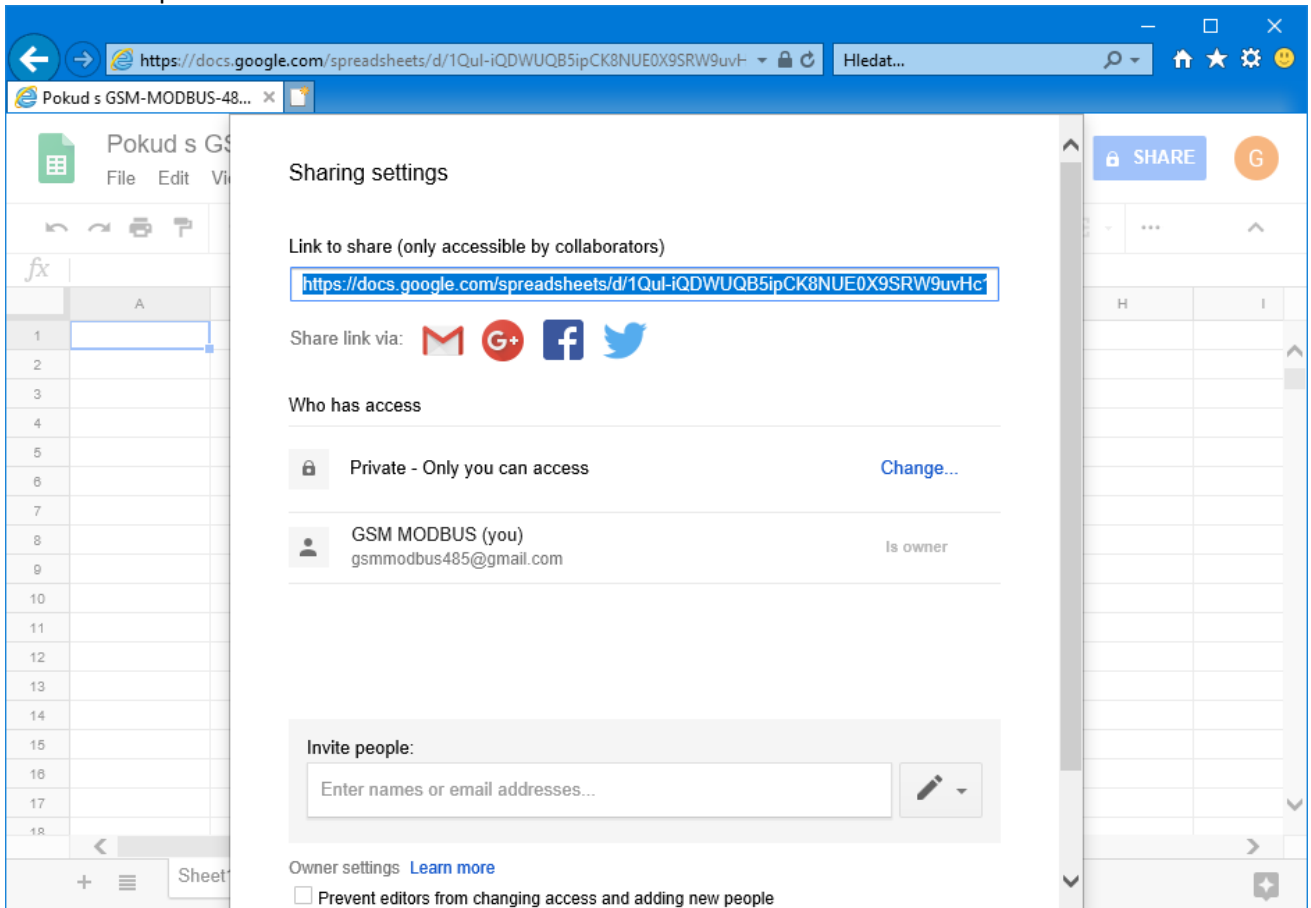 https://docs.google.com/spreadsheets/d/1QuI-iQDWUQB5ipCK8NUE0X9SRW9uvH
Hledat...
Pokud s GSM-MODBUS-48...
Pokud s GS
File Edit Vi
SHARE
G
fx
A H I
1
2
3
4
5
6
7
8
9
10
11
12
13
14
15
16
17
18
Sharing settings
Link to share (only accessible by collaborators)
https://docs.google.com/spreadsheets/d/1QuI-iQDWUQB5ipCK8NUE0X9SRW9uvHc1
Share link via:
G+ f
Who has access
Private - Only you can access Change...
GSM MODBUS (you)
gsmmodbus485@gmail.com
Is owner
Invite people:
Enter names or email addresses...
Owner settings Learn more
Prevent editors from changing access and adding new people
Sheet1